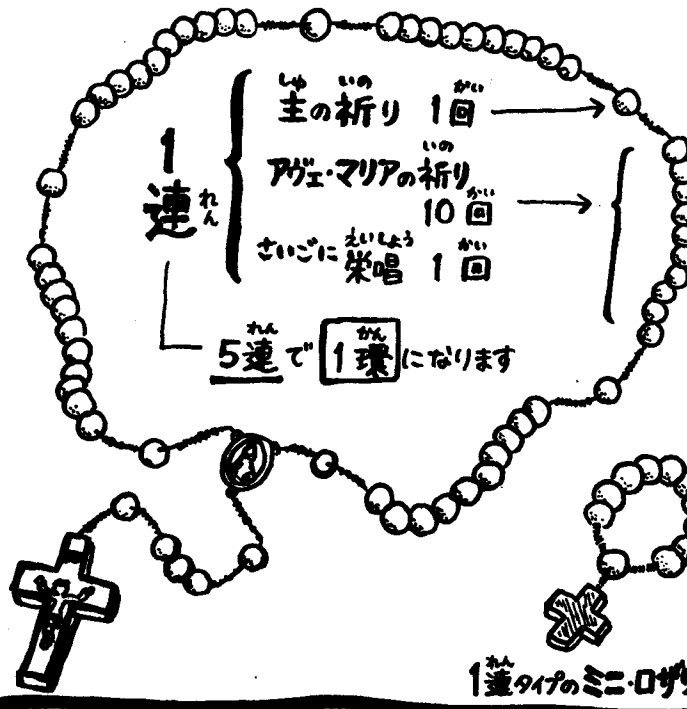 主の祈り 1回
アヴェ・マリアの祈り
10回
さいごに栄唱 1回
1連
5連で1環になります
1連タイプのミニ・ロザリ